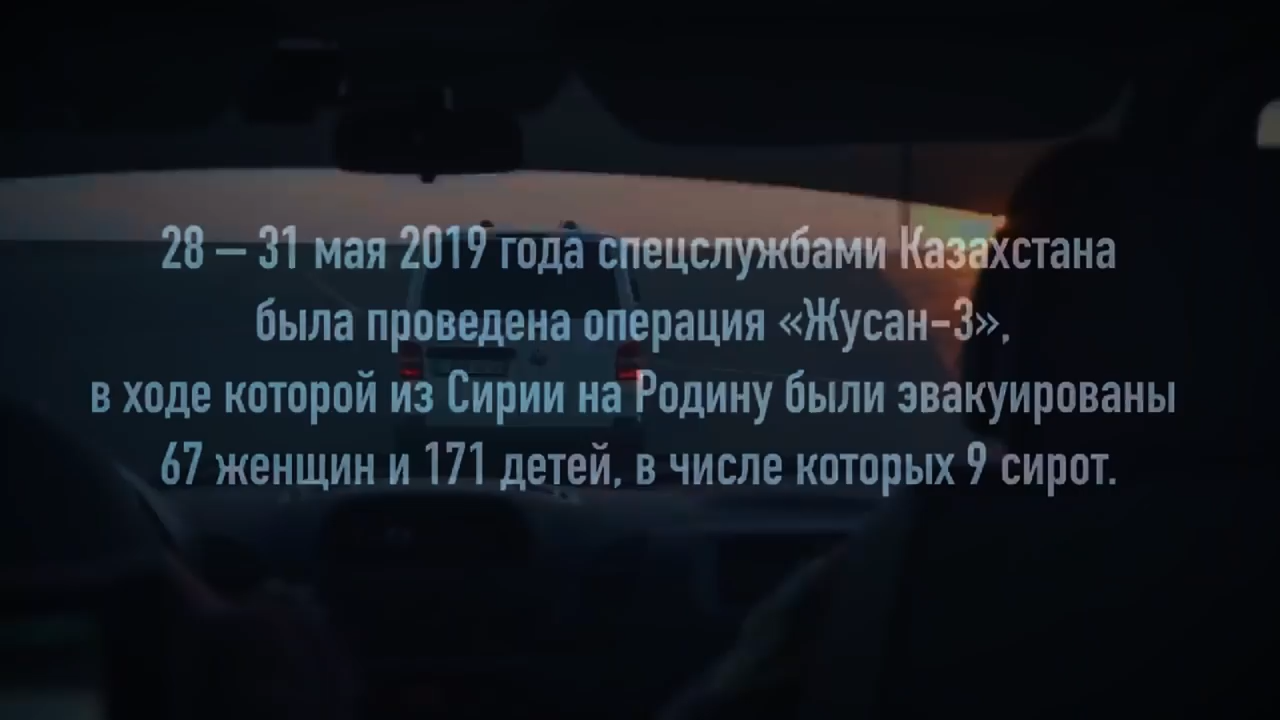 28 – 31 мая 2019 года спецслужбами Казахстана
была проведена операция «Жусан-3»,
в ходе которой из Сирии на Родину были эвакуированы
67 женщин и 171 детей, в числе которых 9 сирот.